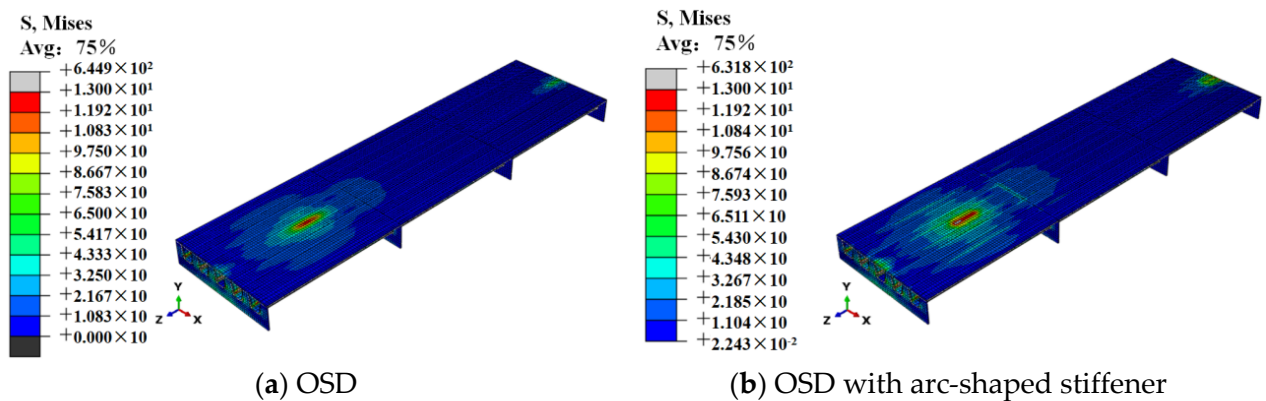 S, Mises
Avg: 75%
+6.449×10²
+1.300×10¹
+1.192×10¹
+1.083×10¹
+9.750×10
+8.667×10
+7.583×10
+6.500×10
+5.417×10
+4.333×10
+3.250×10
+2.167×10
+1.083×10
+0.000×10
Y
Z
X
(a) OSD
S, Mises
Avg: 75%
+6.318×10²
+1.300×10¹
+1.192×10¹
+1.084×10¹
+9.756×10
+8.674×10
+7.593×10
+6.511×10
+5.430×10
+4.348×10
+3.267×10
+2.185×10
+1.104×10
+2.243×10⁻²
Y
Z
X
(b) OSD with arc-shaped stiffener